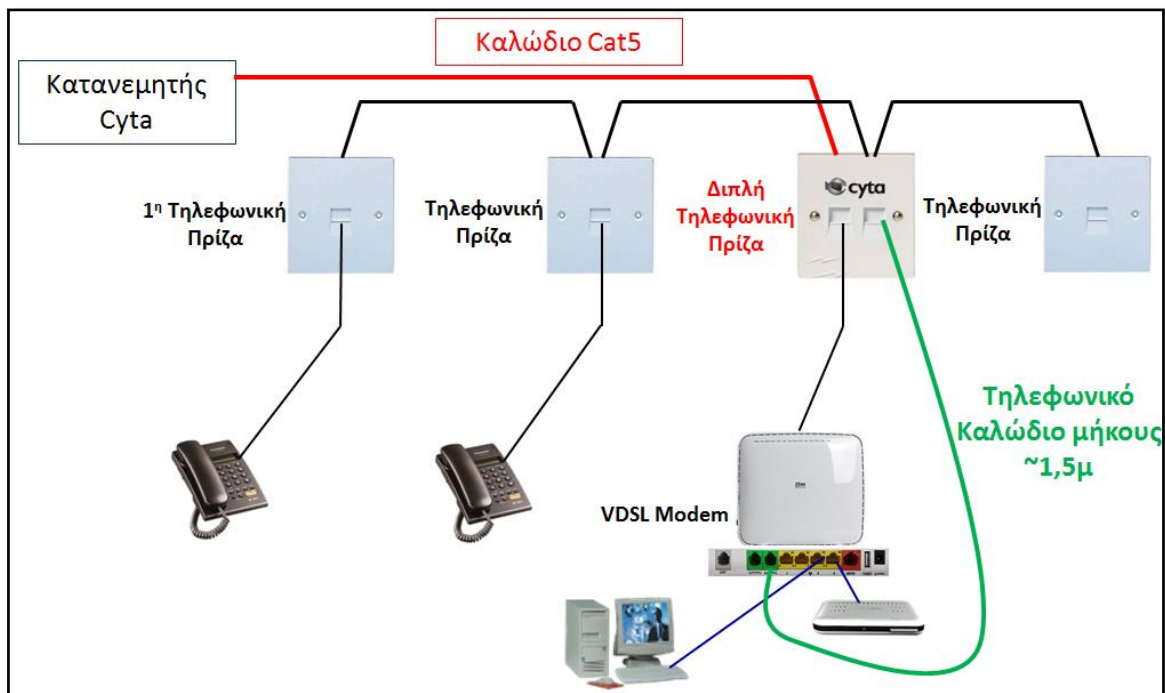 Καλώδιο Cat5
Κατανεμητής
Cyta
cyta
1η Τηλεφωνική
Πρίζα
Τηλεφωνική
Πρίζα
Διπλή
Τηλεφωνική
Πρίζα
Τηλεφωνική
Πρίζα
Τηλεφωνικό
Καλώδιο μήκους
~1,5μ
VDSL Modem